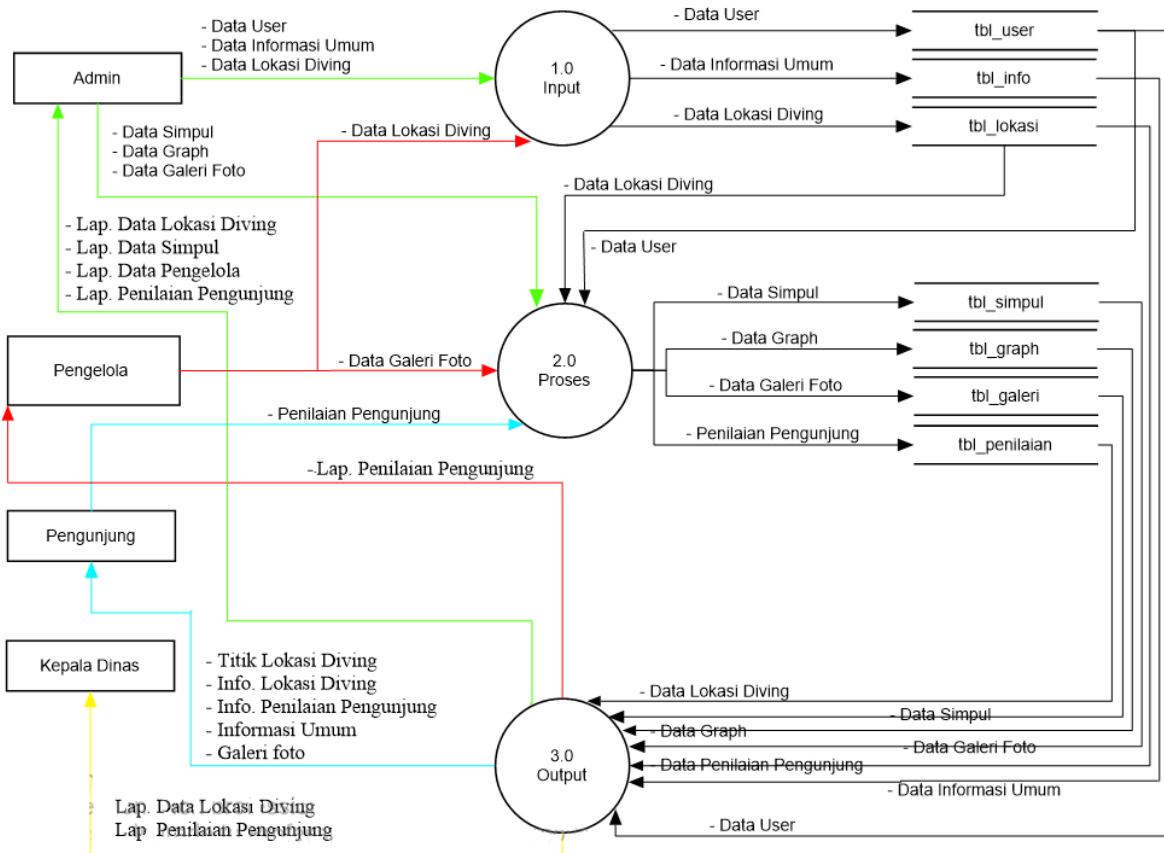 - Data User
- Data Informasi Umum
- Data Lokasi Diving
Admin
1.0
Input
- Data User
tbl_user
- Data Informasi Umum
tbl_info
- Data Lokasi Diving
tbl_lokasi
- Data Simpul
- Data Graph
- Data Galeri Foto
- Data Lokasi Diving
- Data Lokasi Diving
- Data User
- Lap. Data Lokasi Diving
- Lap. Data Simpul
- Lap. Data Pengelola
- Lap. Penilaian Pengunjung
Pengelola
- Data Galeri Foto
2.0
Proses
- Data Simpul
tbl_simpul
- Data Graph
tbl_graph
- Data Galeri Foto
tbl_galeri
- Penilaian Pengunjung
tbl_penilaian
- Penilaian Pengunjung
-Lap. Penilaian Pengunjung
Pengunjung
Kepala Dinas
- Titik Lokasi Diving
- Info. Lokasi Diving
- Info. Penilaian Pengunjung
- Informasi Umum
- Galeri foto
3.0
Output
- Data Lokasi Diving
- Data Simpul
- Data Graph
- Data Galeri Foto
- Data Penilaian Pengunjung
- Data Informasi Umum
- Data User
Lap. Data Lokasi Diving
Lap Penilaian Pengunjung